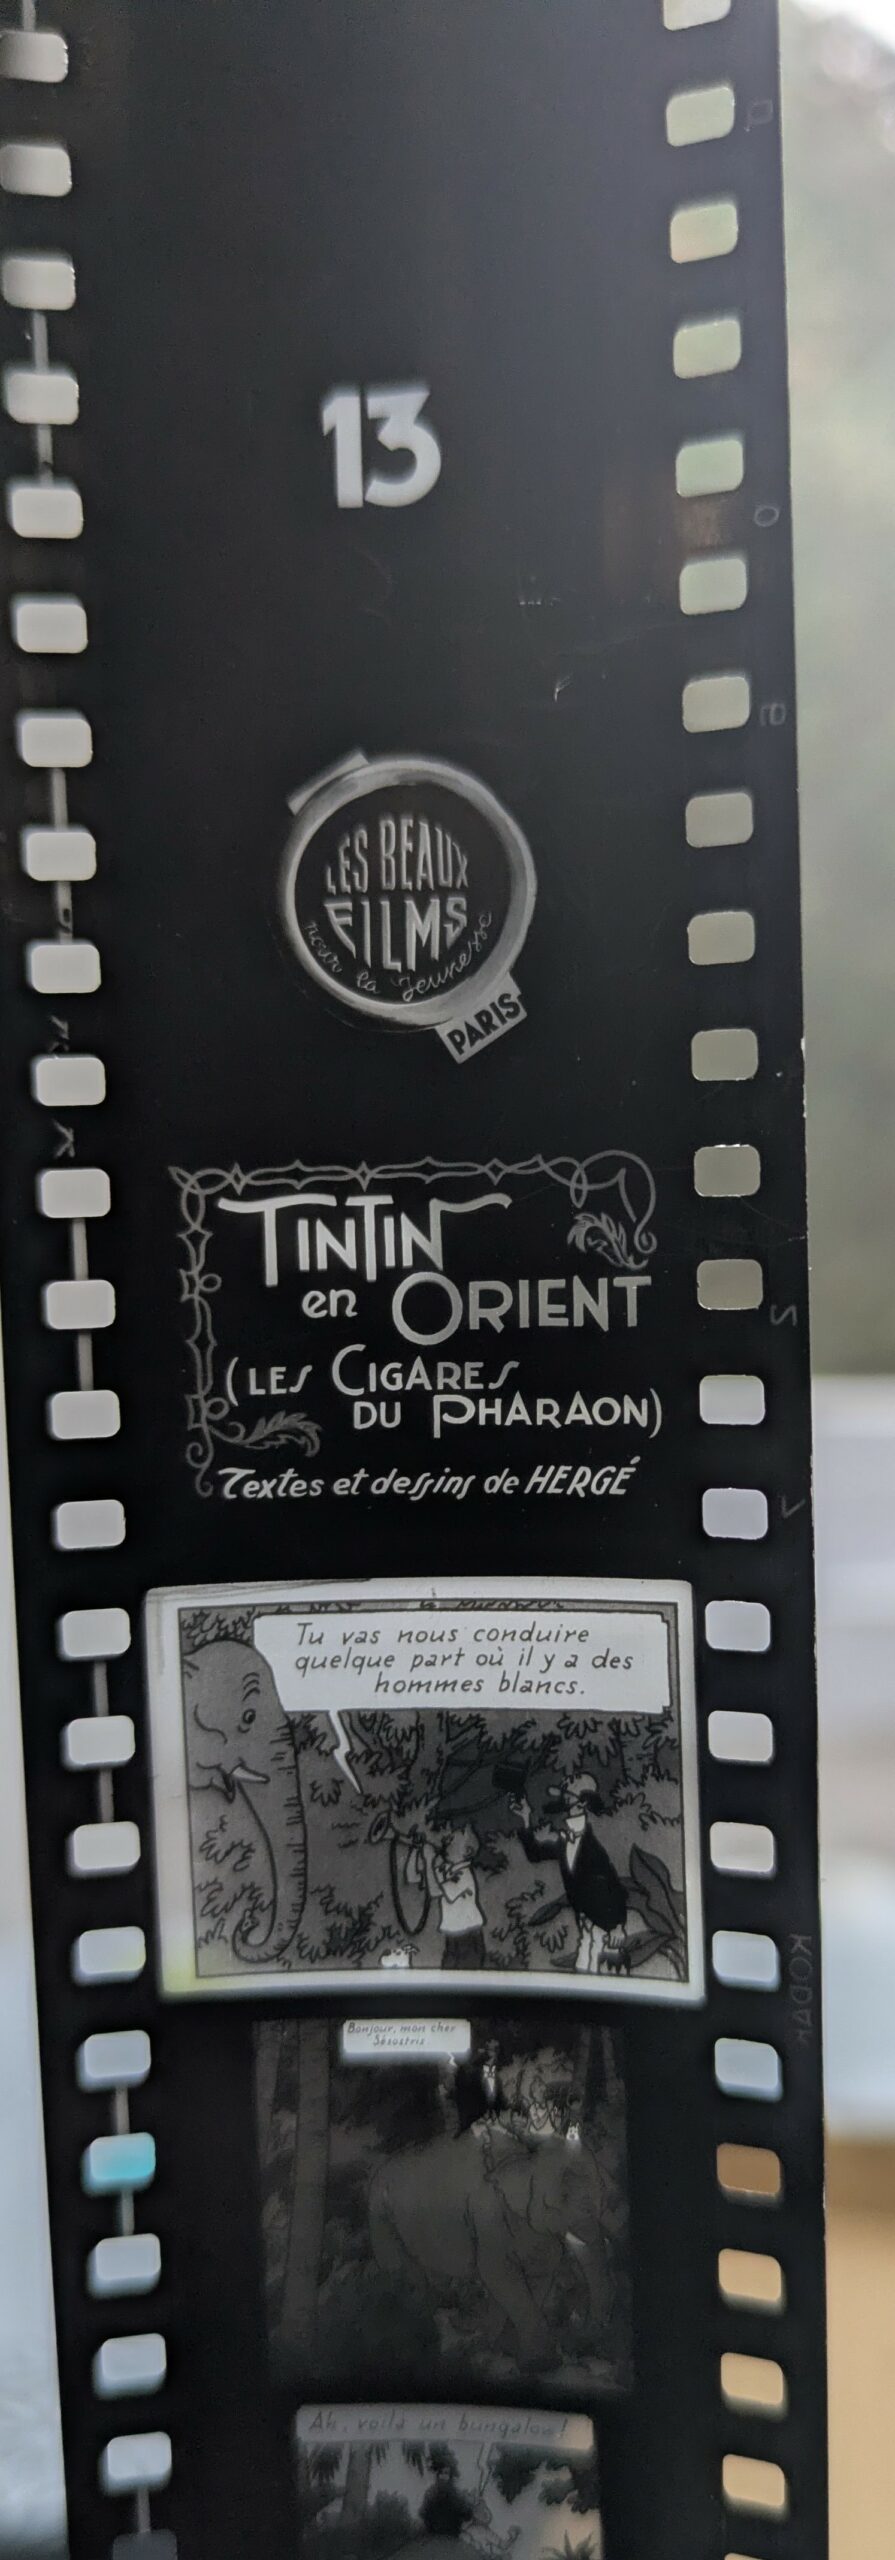 13
LES BEAUX
FILMS
pour la Jeunesse
PARIS
TINTIN
en ORIENT
(LES CIGARES
DU PHARAON)
Textes et dessins de HERGÉ
Tu vas nous conduire
quelque part où il y a des
hommes blancs.
KODAK
Bonjour, mon cher
Sésostris.
Ah, voilà un bungalow!